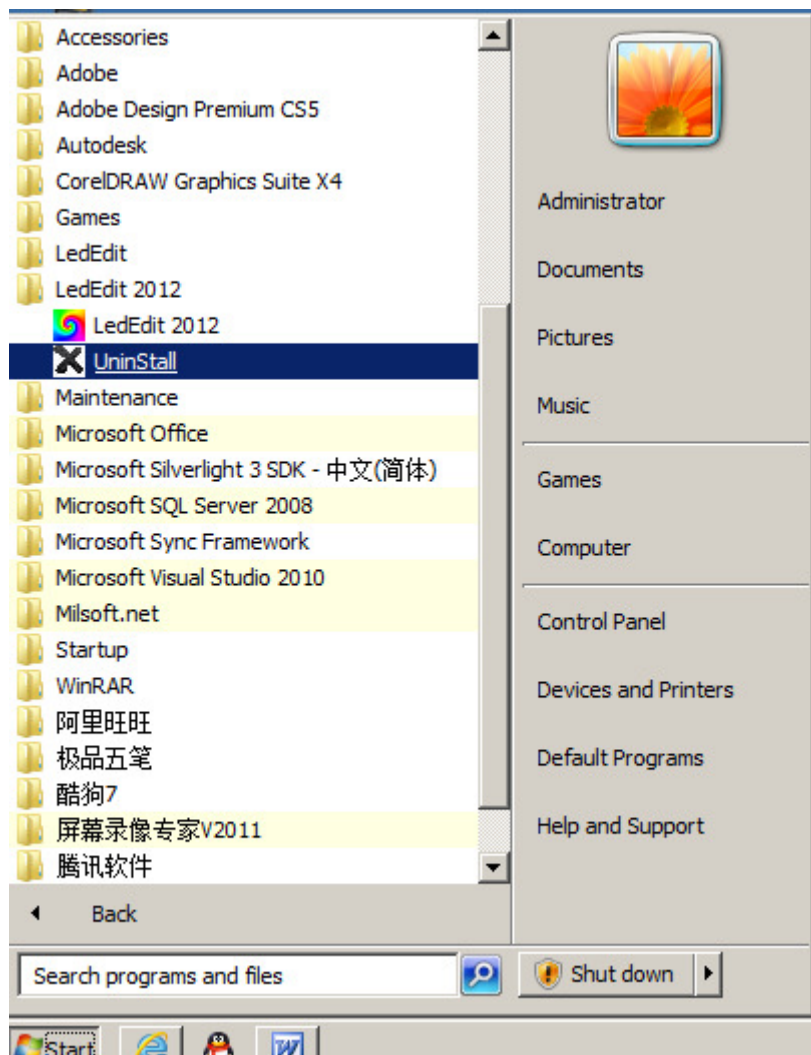 Accessories
Adobe
Adobe Design Premium CS5
Autodesk
CorelDRAW Graphics Suite X4
Games
LedEdit
LedEdit 2012
LedEdit 2012
UninStall
Maintenance
Microsoft Office
Microsoft Silverlight 3 SDK - 中文(简体)
Microsoft SQL Server 2008
Microsoft Sync Framework
Microsoft Visual Studio 2010
Milsoft.net
Startup
WinRAR
阿里旺旺
极品五笔
酷狗7
屏幕录像专家V2011
腾讯软件
Back
Search programs and files
Administrator
Documents
Pictures
Music
Games
Computer
Control Panel
Devices and Printers
Default Programs
Help and Support
Shut down
Start